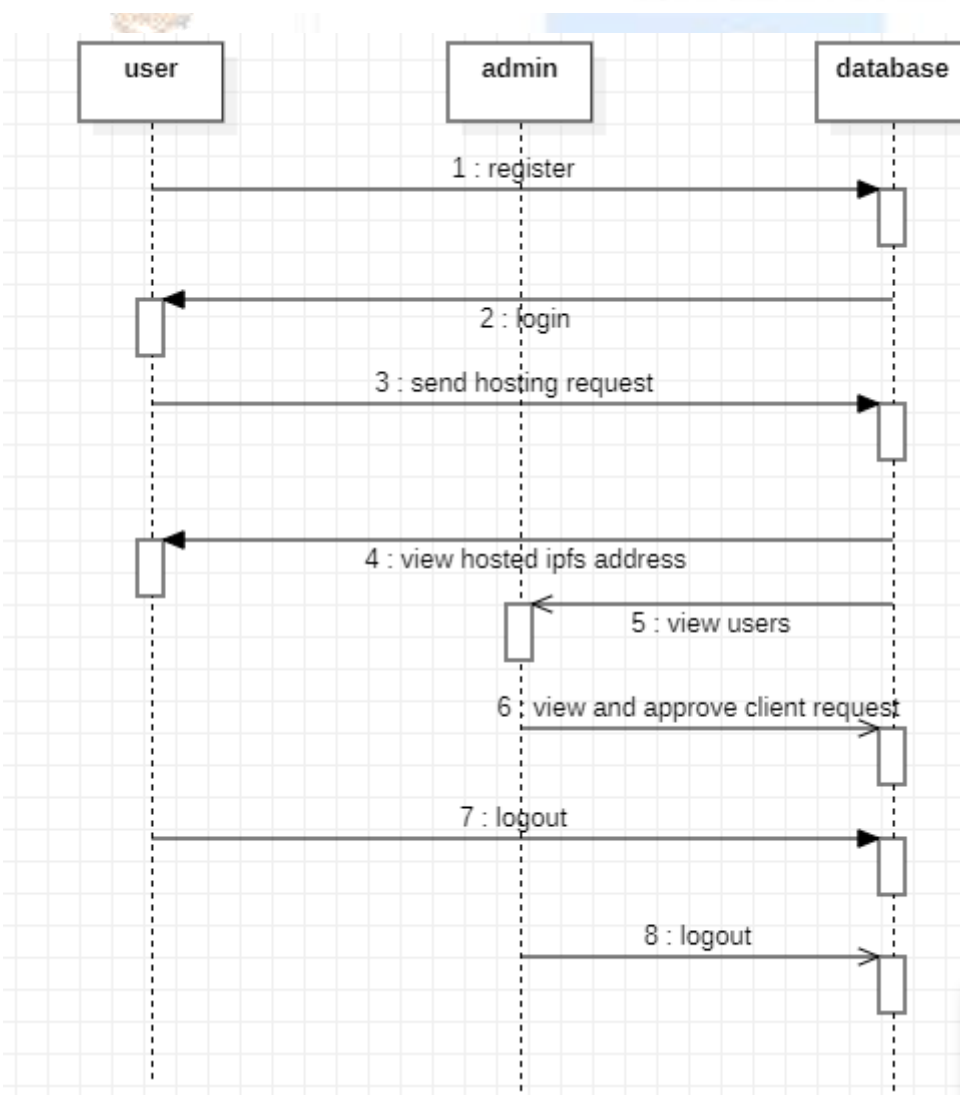 user
admin
database
1 : register
2 : login
3 : send hosting request
4 : view hosted ipfs address
5 : view users
6 : view and approve client request
7 : logout
8 : logout